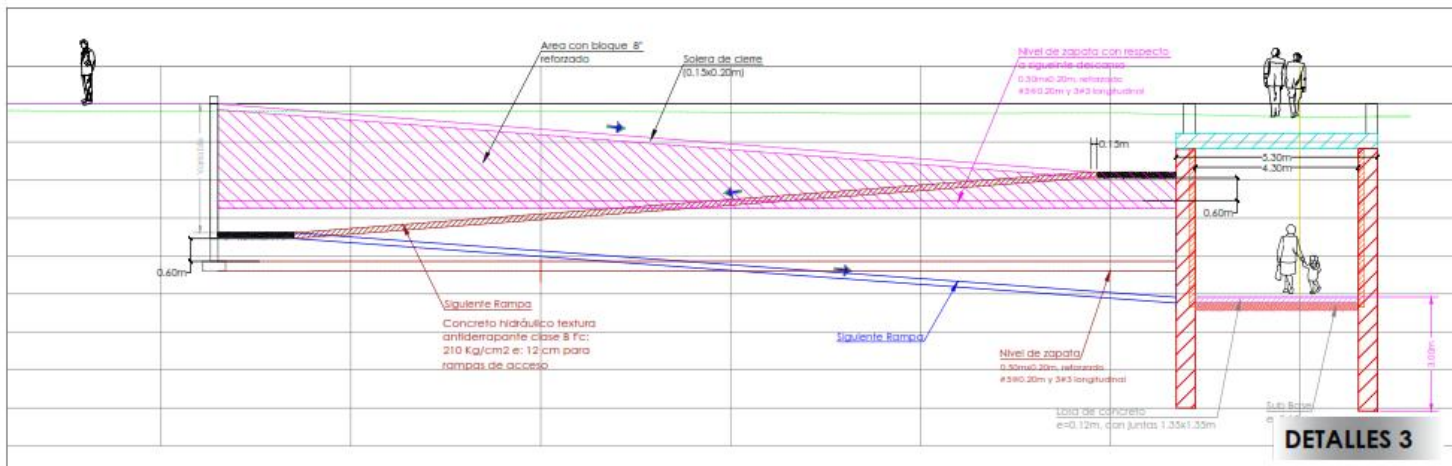 Area con bloque 8"
reforzado
Solera de cierre
(0.15x0.20m)
Nivel de zapata con respecto
a sigueinte descanso
0.30mx0.20m, reforzado
#3@0.20m y 3#3 longitudinal
Variable
0.15m
5.30m
4.30m
0.60m
0.60m
Siguiente Rampa
Concreto hidráulico textura
antiderrapante clase B f'c:
210 Kg/cm2 e: 12 cm para
rampas de acceso
Siguiente Rampa
Nivel de zapata
0.30mx0.20m, reforzado
#3@0.20m y 3#3 longitudinal
3.00m
Losa de concreto
e=0.12m, con juntas 1.35x1.35m
Sub Base
DETALLES 3